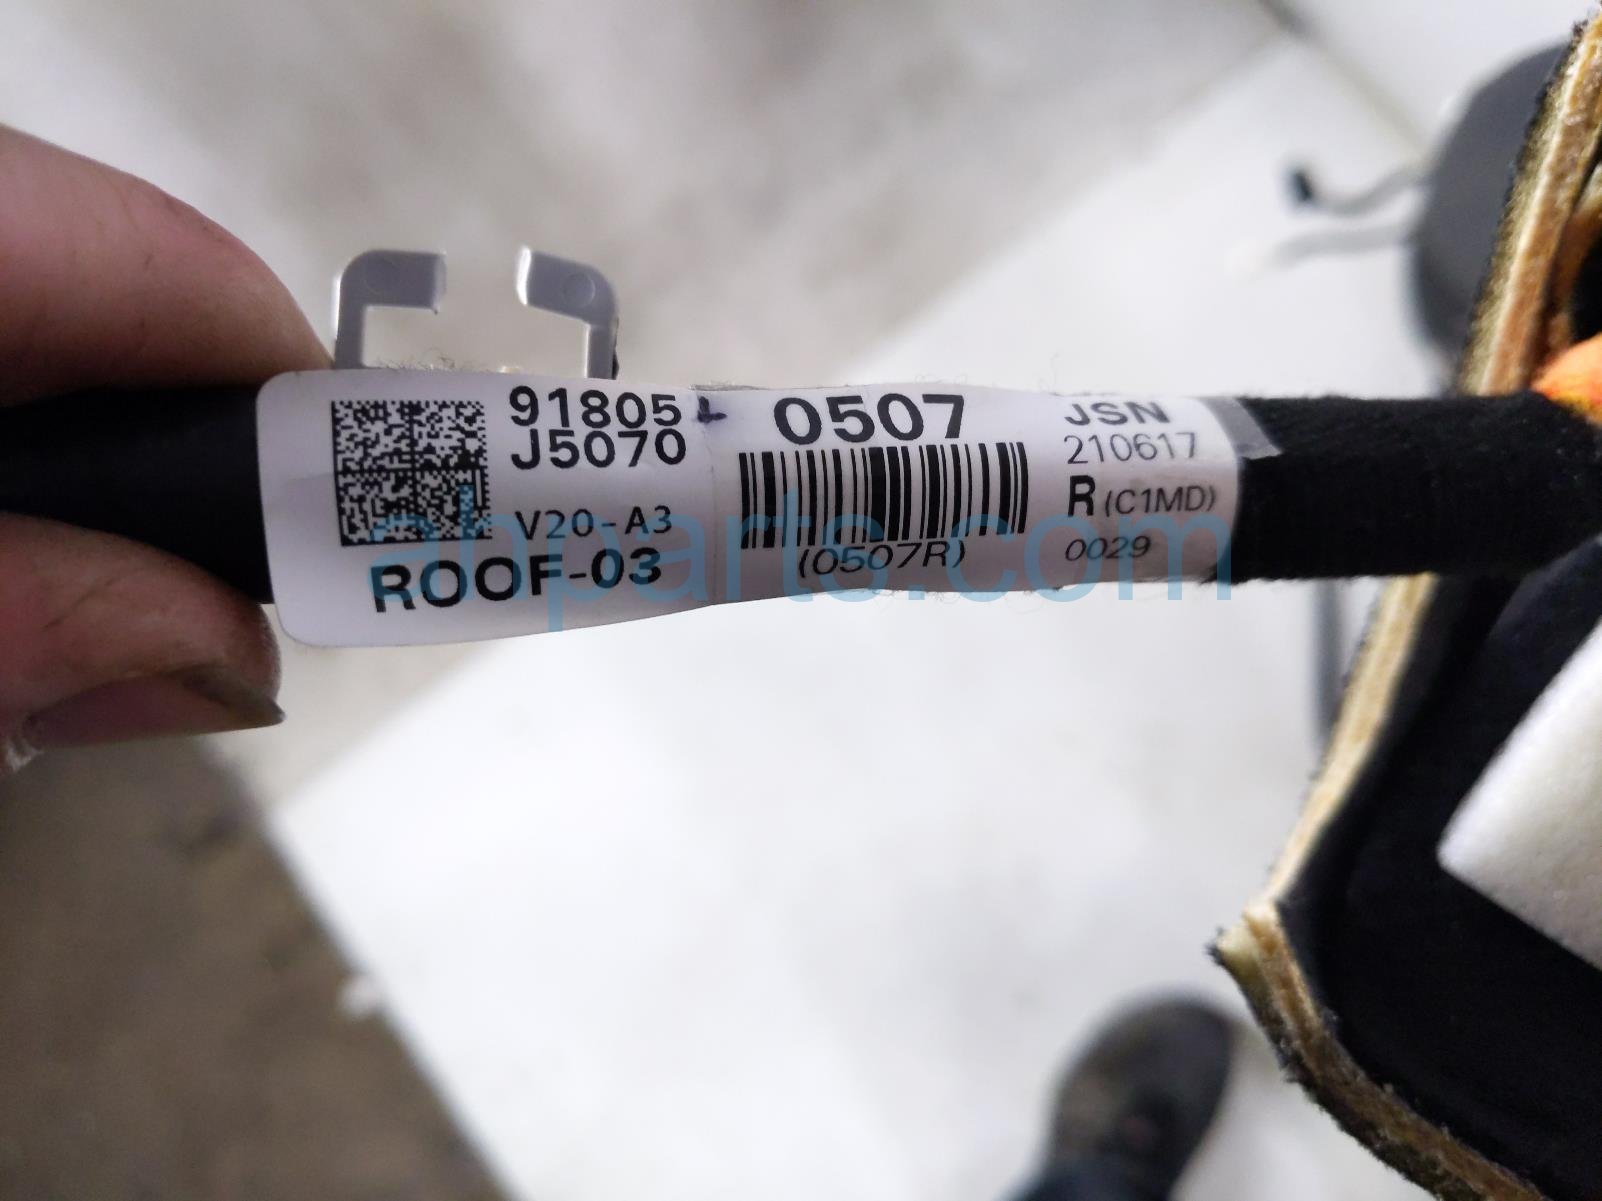 91805
J5070
V20-A3
ROOF-03
0507
(0507R)
JSN
210617
R (C1MD)
0029
ahparts.com